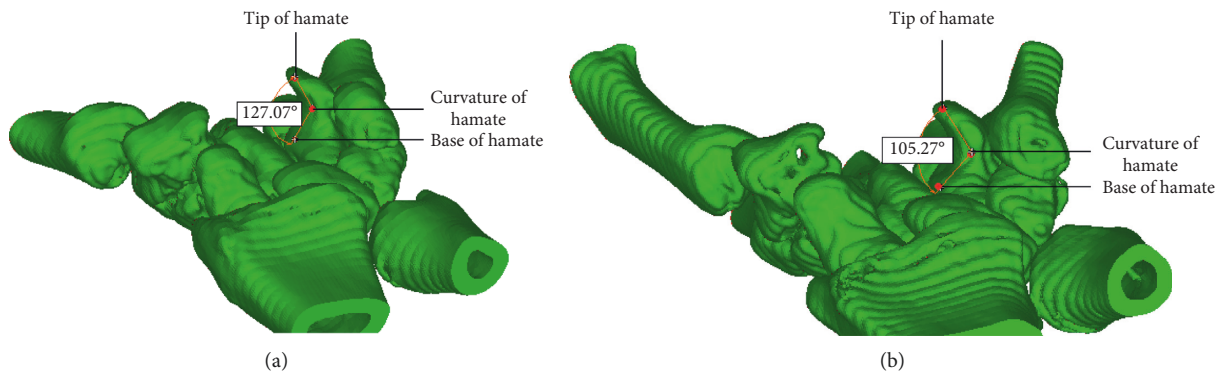 Tip of hamate
127.07°
Curvature of
hamate
Base of hamate
(a)
Tip of hamate
105.27°
Curvature of
hamate
Base of hamate
(b)